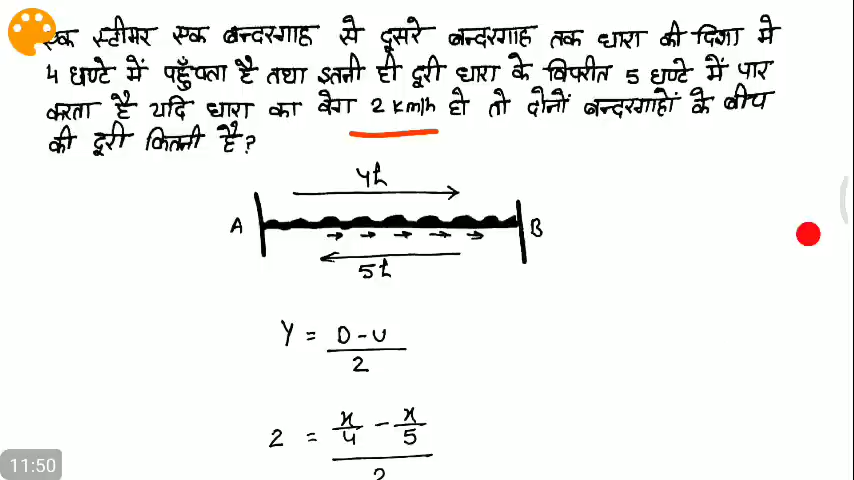 एक स्टीमर एक बन्दरगाह से दूसरे बन्दरगाह तक धारा की दिशा मे
4 घण्टे में पहुँचता है तथा इतनी ही दूरी धारा के विपरीत 5 घण्टे में पार
करता है यदि धारा का वेग 2 km/h हो तो दोनों बन्दरगाहों के बीच
की दूरी कितनी है?
4h
A B
5h
Y = D - U
2
2 = x/4 - x/5
2
11:50